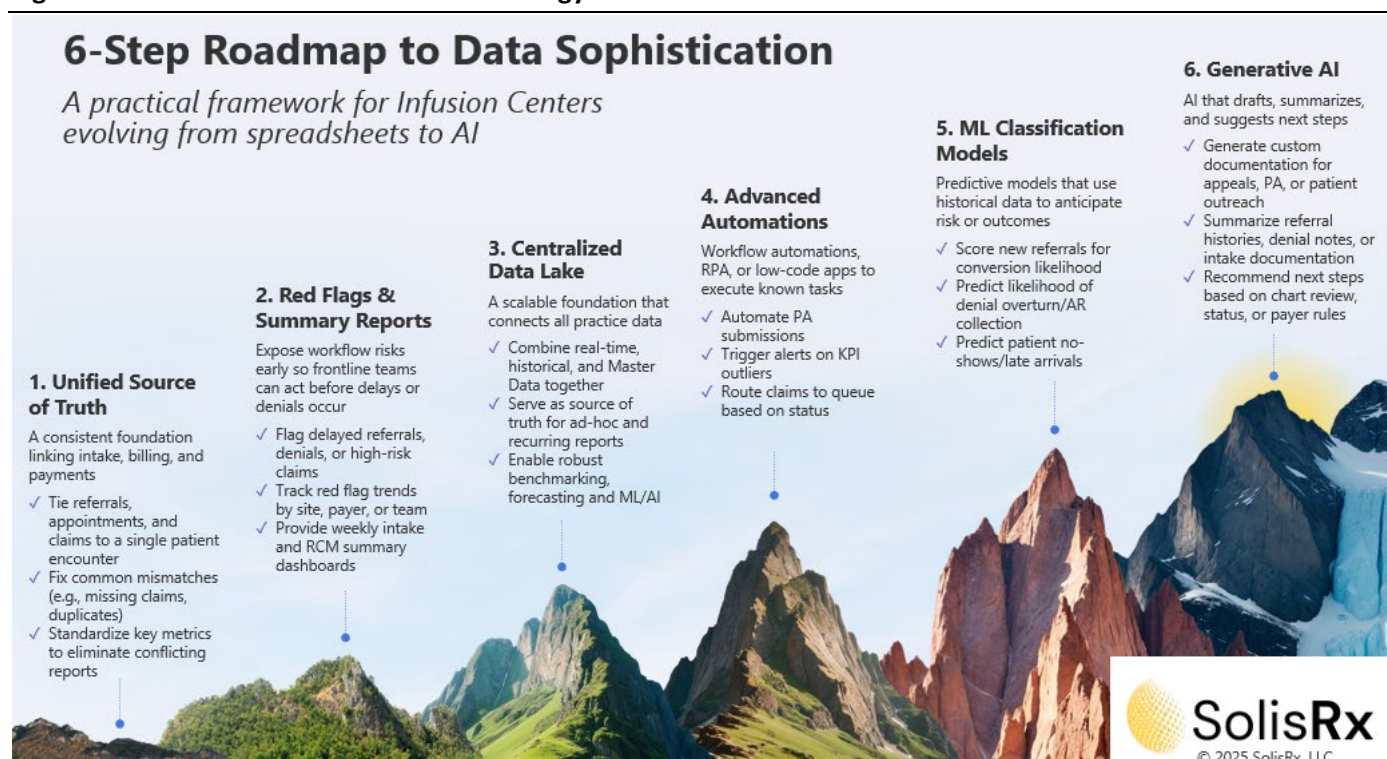 6-Step Roadmap to Data Sophistication
A practical framework for Infusion Centers
evolving from spreadsheets to AI
1. Unified Source
of Truth
A consistent foundation
linking intake, billing, and
payments
✓ Tie referrals,
appointments, and
claims to a single patient
encounter
✓ Fix common mismatches
(e.g., missing claims,
duplicates)
✓ Standardize key metrics
to eliminate conflicting
reports
2. Red Flags &
Summary Reports
Expose workflow risks
early so frontline teams
can act before delays or
denials occur
✓ Flag delayed referrals,
denials, or high-risk
claims
✓ Track red flag trends
by site, payer, or team
✓ Provide weekly intake
and RCM summary
dashboards
3. Centralized
Data Lake
A scalable foundation that
connects all practice data
✓ Combine real-time,
historical, and Master
Data together
✓ Serve as source of
truth for ad-hoc and
recurring reports
✓ Enable robust
benchmarking,
forecasting and ML/AI
4. Advanced
Automations
Workflow automations,
RPA, or low-code apps to
execute known tasks
✓ Automate PA
submissions
✓ Trigger alerts on KPI
outliers
✓ Route claims to queue
based on status
5. ML Classification
Models
Predictive models that use
historical data to anticipate
risk or outcomes
✓ Score new referrals for
conversion likelihood
✓ Predict likelihood of
denial overturn/AR
collection
✓ Predict patient no-
shows/late arrivals
6. Generative AI
AI that drafts, summarizes,
and suggests next steps
✓ Generate custom
documentation for
appeals, PA, or patient
outreach
✓ Summarize referral
histories, denial notes, or
intake documentation
✓ Recommend next steps
based on chart review,
status, or payer rules
SolisRx
© 2025 SolisRx, LLC